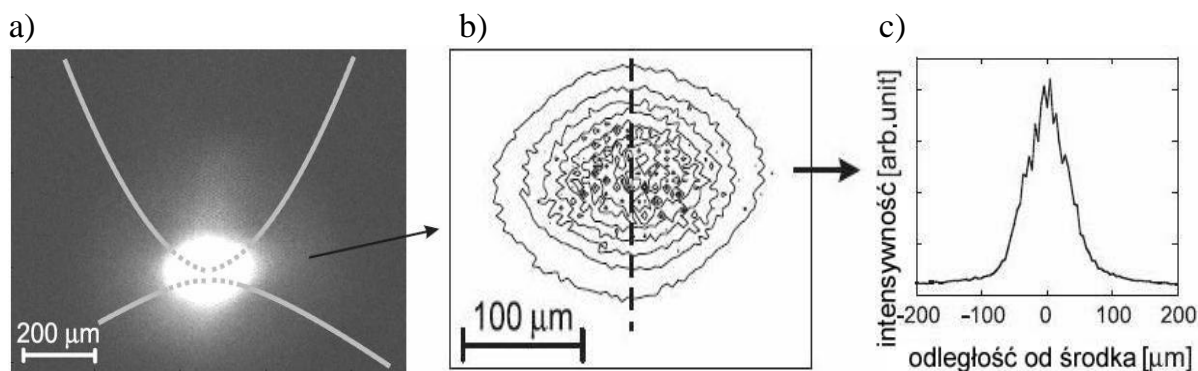 a)
b)
c)
200 μm
100 μm
intensywność [arb.unit]
-200 -100 0 100 200
odległość od środka [μm]